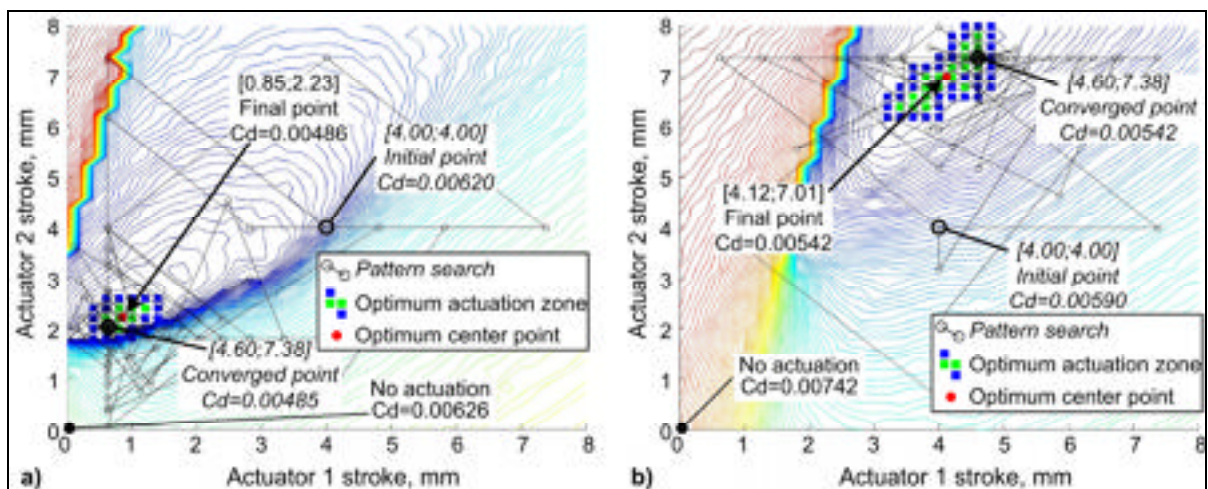 8
7
6
5
4
3
2
1
0
Actuator 2 stroke, mm
[0.85;2.23]
Final point
Cd=0.00486
[4.00;4.00]
Initial point
Cd=0.00620
Pattern search
Optimum actuation zone
Optimum center point
[4.60;7.38]
Converged point
Cd=0.00485
No actuation
Cd=0.00626
1 2 3 4 5 6 7 8
a) Actuator 1 stroke, mm
b)
8
7
6
5
4
3
2
1
0
Actuator 2 stroke, mm
[4.60;7.38]
Converged point
Cd=0.00542
[4.12;7.01]
Final point
Cd=0.00542
[4.00;4.00]
Initial point
Cd=0.00590
Pattern search
Optimum actuation zone
Optimum center point
No actuation
Cd=0.00742
1 2 3 4 5 6 7 8
Actuator 1 stroke, mm